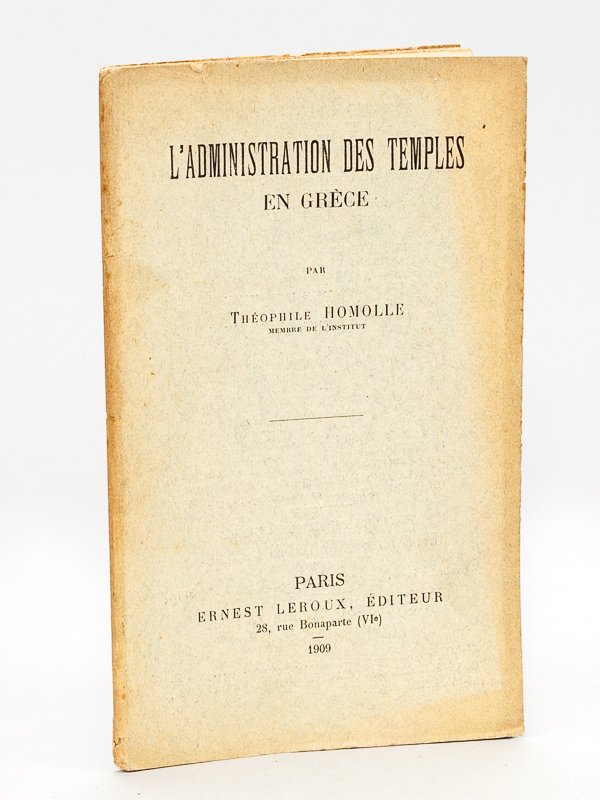 L'ADMINISTRATION DES TEMPLES
EN GRÈCE
PAR
THÉOPHILE HOMOLLE
MEMBRE DE L'INSTITUT
PARIS
ERNEST LEROUX, ÉDITEUR
28, rue Bonaparte (VIe)
1909